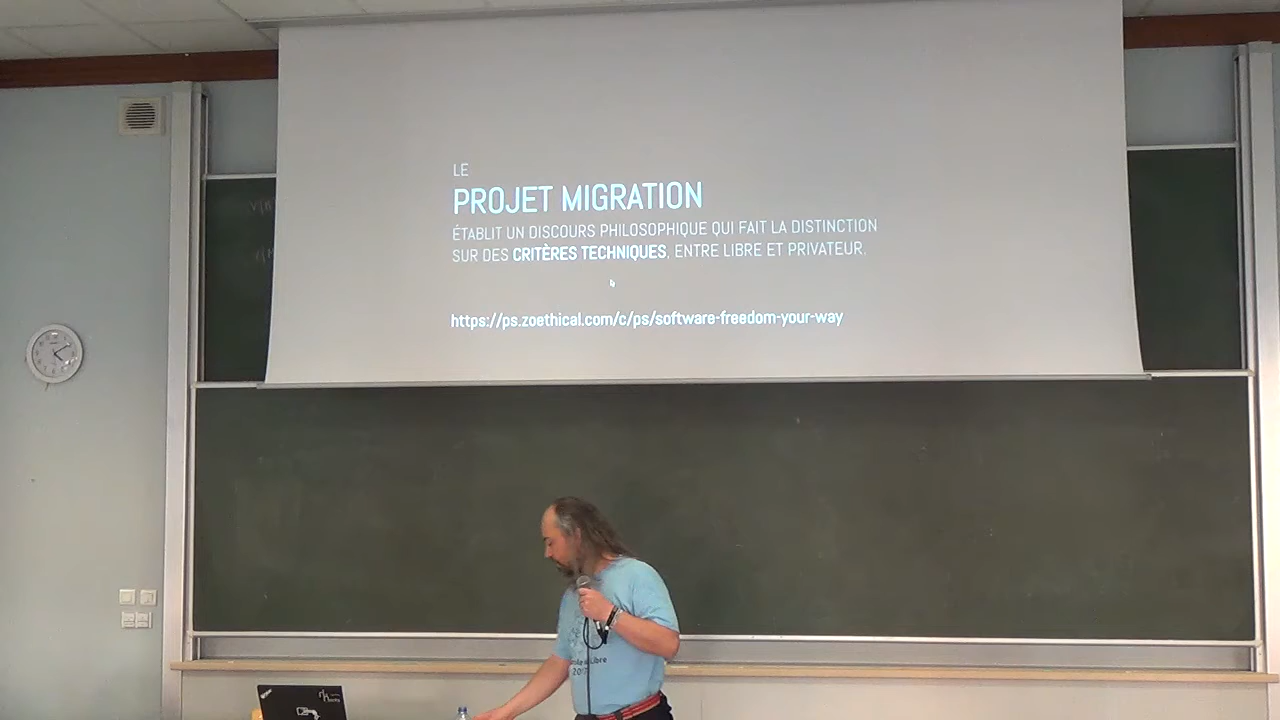 LE
PROJET MIGRATION
ÉTABLIT UN DISCOURS PHILOSOPHIQUE QUI FAIT LA DISTINCTION
SUR DES CRITÈRES TECHNIQUES, ENTRE LIBRE ET PRIVATEUR.
https://ps.zoethical.com/c/ps/software-freedom-your-way
Libre